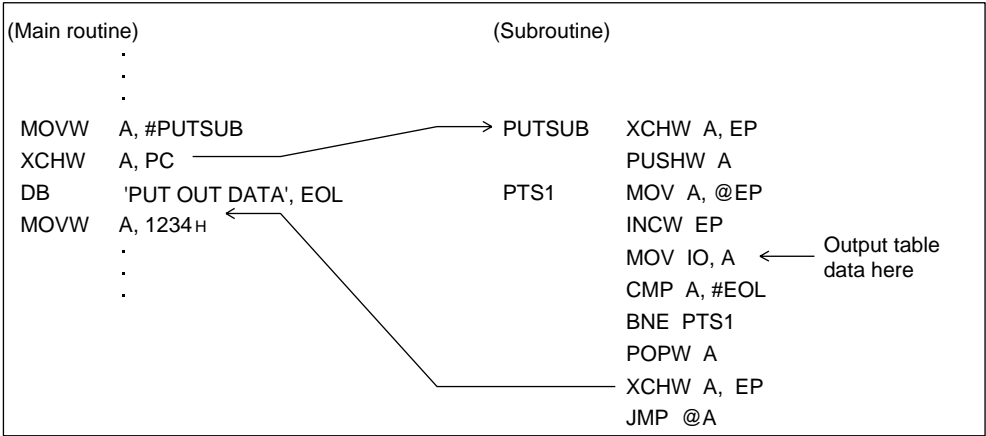 (Main routine) (Subroutine)
.
.
.
MOVW A, #PUTSUB PUTSUB XCHW A, EP
XCHW A, PC PUSHW A
DB 'PUT OUT DATA', EOL PTS1 MOV A, @EP
MOVW A, 1234H INCW EP
. MOV IO, A Output table
data here
. CMP A, #EOL
. BNE PTS1
POPW A
XCHW A, EP
JMP @A